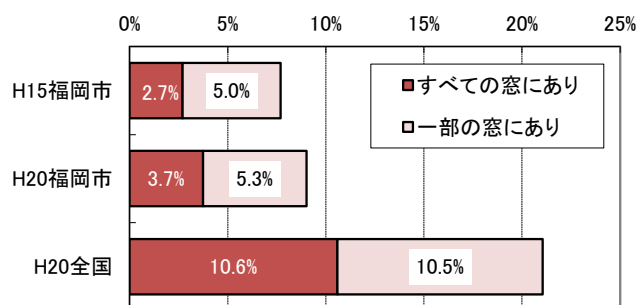 0% 5% 10% 15% 20% 25%
H15福岡市 2.7% 5.0%
すべての窓にあり
一部の窓にあり
H20福岡市 3.7% 5.3%
H20全国 10.6% 10.5%